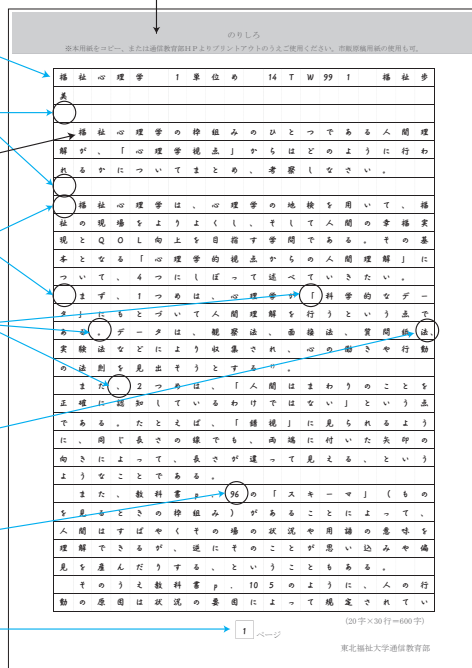 のりしろ
※本用紙をコピー、または通信教育部HPよりプリントアウトのうえご使用ください。市販原稿用紙の使用も可。
福祉心理学 1単位め 14TW991 福祉歩
美
福祉心理学の枠組みのひとつである人間理
解が、「心理学視点」からはどのように行わ
れるかについてまとめ、考察しなさい。
福祉心理学は、心理学の地検を用いて、福
祉の現場をよりよくし、そして人間の幸福実
現とQOL向上を目指す学問である。その基
本となる「心理学的視点からの人間理解」に
ついて、4つにしぼって述べていきたい。
まず、1つめは、心理学が「科学的なデー
タ」にもとづいて人間理解を行うという点で
ある。データは、観察法、面接法、質問紙法、
実験法などにより収集され、心の働きや行動
の法則を見出そうとする
また、2つめは、「人間はまわりのことを
正確に認知しているわけではない」という点
である。たとえば、「錯視」に見られるよう
に、同じ長さの線でも、両端に付いた矢印の
向きによって、長さが違って見える、という
ようなことである。
また、教科書p.96の「スキーマ」(もの
を見るときの枠組み)があることによって、
人間はすばやくその場の状況や用語の意味を
理解できるが、逆にそのことが思い込みや偏
見を産んだりする、ということもある。
そのうえ教科書p.105のように、人の行
動の原因は状況の要因によって規定されてい
(20字×30行=600字)
1 ページ
東北福祉大学通信教育部